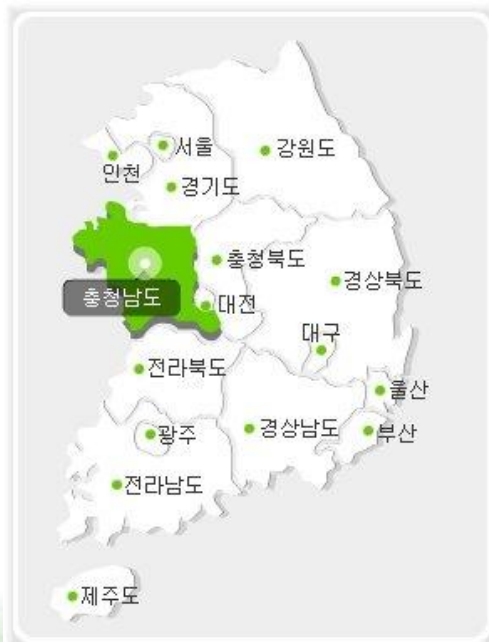 서울
강원도
인천
경기도
충청북도
경상북도
충청남도
대전
대구
전라북도
울산
광주
경상남도
부산
전라남도
제주도